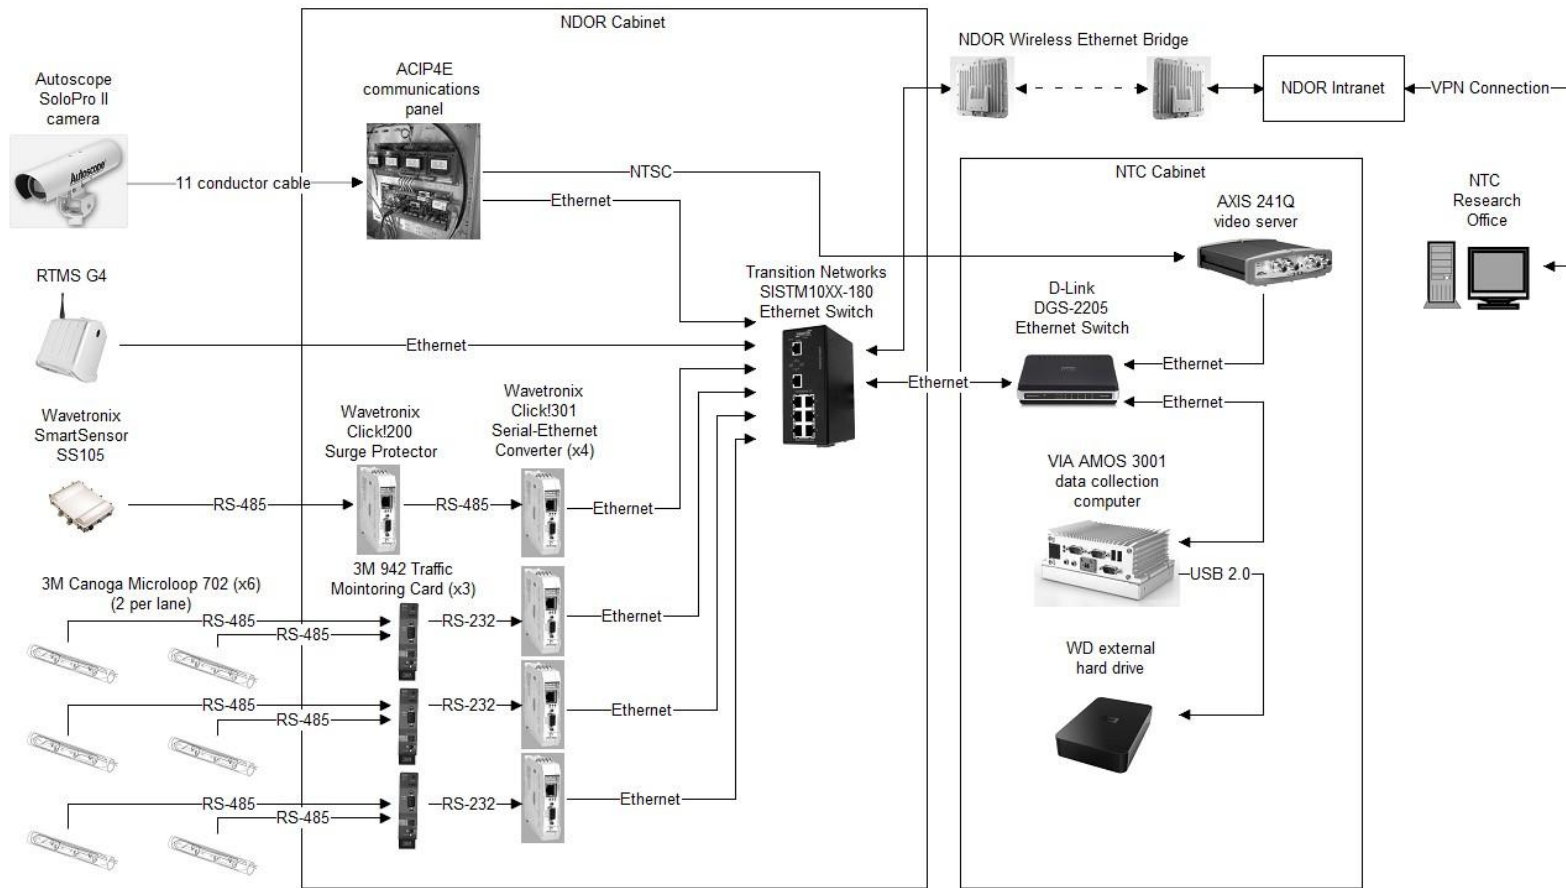 NDOR Cabinet
NDOR Wireless Ethernet Bridge
Autoscope
SoloPro II
camera
Autoscope
11 conductor cable
ACIP4E
communications
panel
NTSC
Ethernet
NDOR Intranet
VPN Connection
NTC Cabinet
AXIS 241Q
video server
NTC
Research
Office
RTMS G4
Ethernet
Transition Networks
SISTM10XX-180
Ethernet Switch
D-Link
DGS-2205
Ethernet Switch
Ethernet
Ethernet
Ethernet
Wavetronix
SmartSensor
SS105
RS-485
Wavetronix
Click!200
Surge Protector
RS-485
Wavetronix
Click!301
Serial-Ethernet
Converter (x4)
Ethernet
VIA AMOS 3001
data collection
computer
USB 2.0
WD external
hard drive
3M Canoga Microloop 702 (x6)
(2 per lane)
3M 942 Traffic
Mointoring Card (x3)
RS-485
RS-485
RS-232
Ethernet
RS-485
RS-485
RS-232
Ethernet
RS-485
RS-485
RS-232
Ethernet